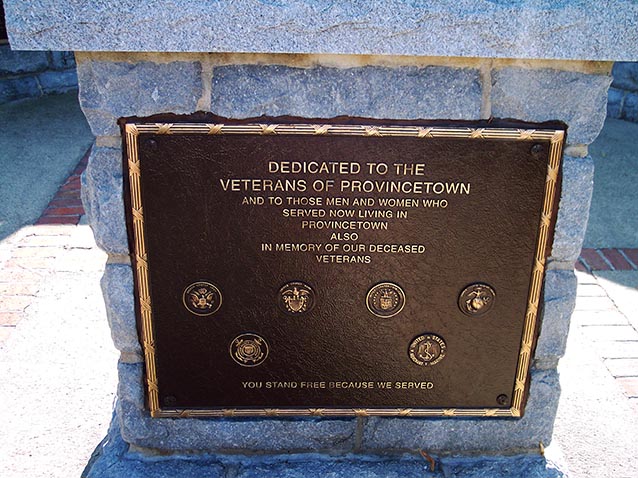 DEDICATED TO THE
VETERANS OF PROVINCETOWN
AND TO THOSE MEN AND WOMEN WHO
SERVED NOW LIVING IN
PROVINCETOWN
ALSO
IN MEMORY OF OUR DECEASED
VETERANS
YOU STAND FREE BECAUSE WE SERVED